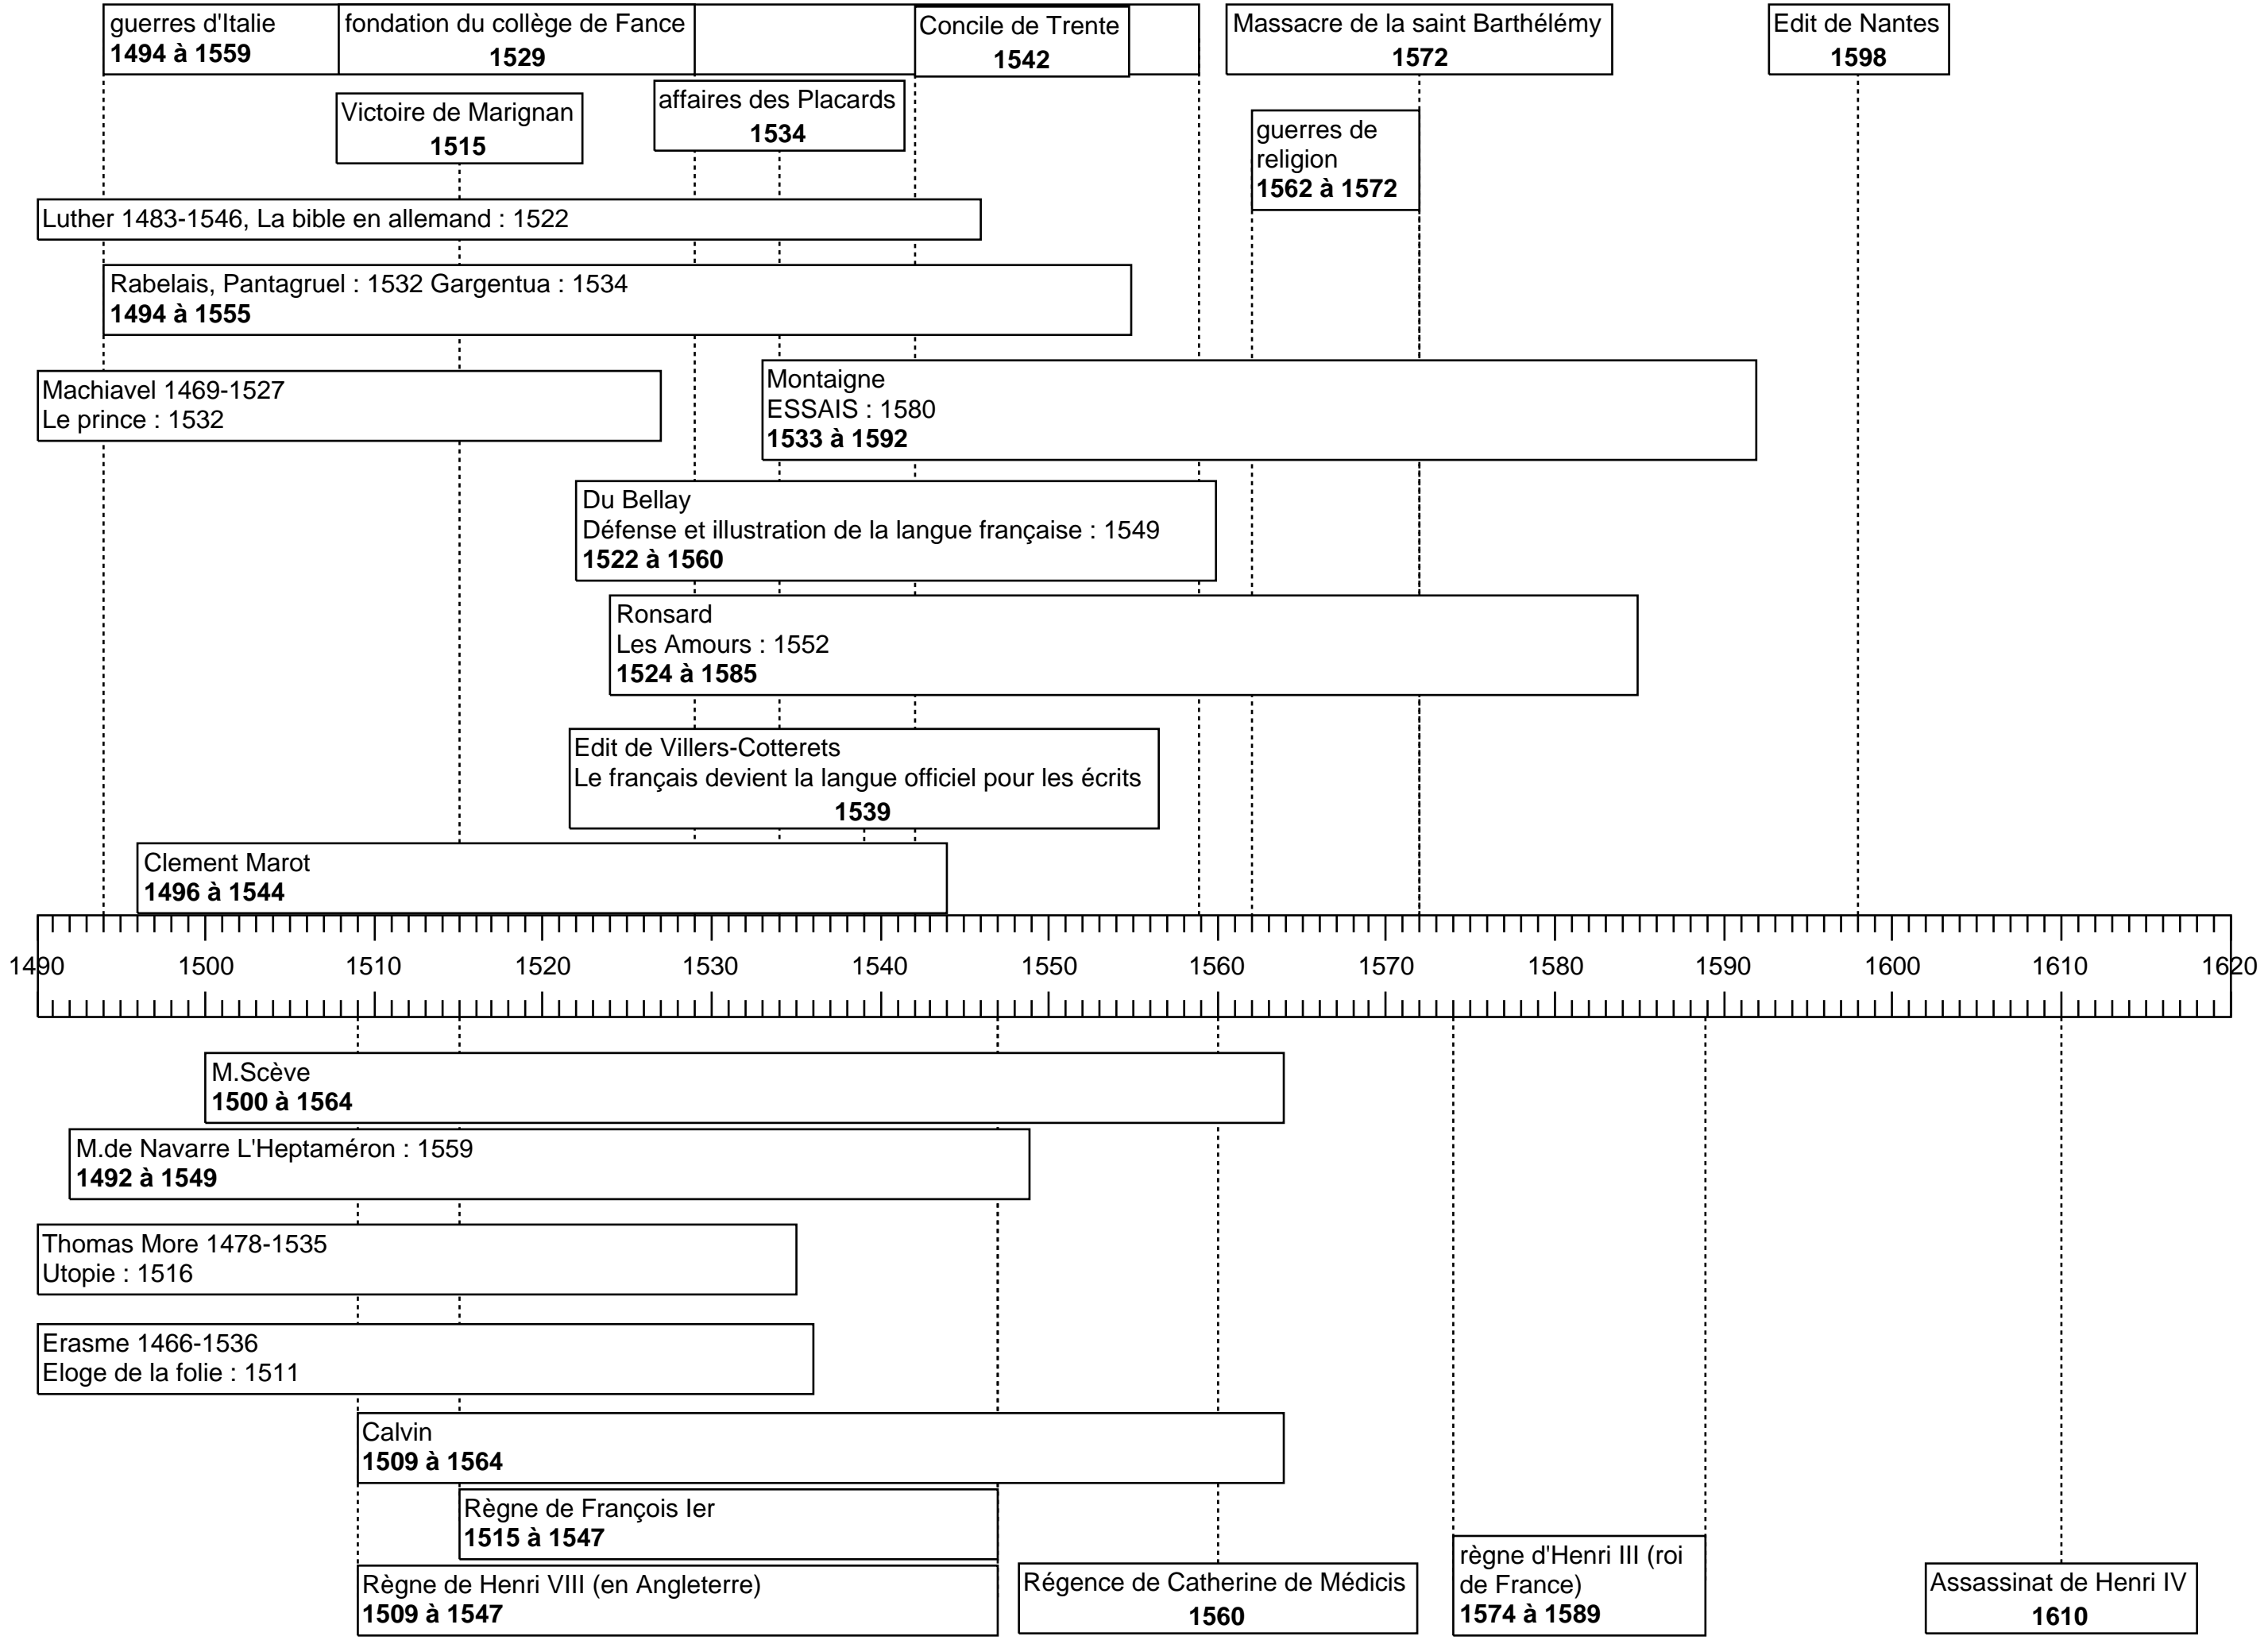 guerres d'Italie
1494 à 1559
fondation du collège de Fance
1529
Concile de Trente
1542
Massacre de la saint Barthélémy
1572
Edit de Nantes
1598
Victoire de Marignan
1515
affaires des Placards
1534
guerres de
religion
1562 à 1572
Luther 1483-1546, La bible en allemand : 1522
Rabelais, Pantagruel : 1532 Gargentua : 1534
1494 à 1555
Machiavel 1469-1527
Le prince : 1532
Montaigne
ESSAIS : 1580
1533 à 1592
Du Bellay
Défense et illustration de la langue française : 1549
1522 à 1560
Ronsard
Les Amours : 1552
1524 à 1585
Edit de Villers-Cotterets
Le français devient la langue officiel pour les écrits
1539
Clement Marot
1496 à 1544
1490 1500 1510 1520 1530 1540 1550 1560 1570 1580 1590 1600 1610 1620
M.Scève
1500 à 1564
M.de Navarre L'Heptaméron : 1559
1492 à 1549
Thomas More 1478-1535
Utopie : 1516
Erasme 1466-1536
Eloge de la folie : 1511
Calvin
1509 à 1564
Règne de François Ier
1515 à 1547
Règne de Henri VIII (en Angleterre)
1509 à 1547
Régence de Catherine de Médicis
1560
règne d'Henri III (roi
de France)
1574 à 1589
Assassinat de Henri IV
1610